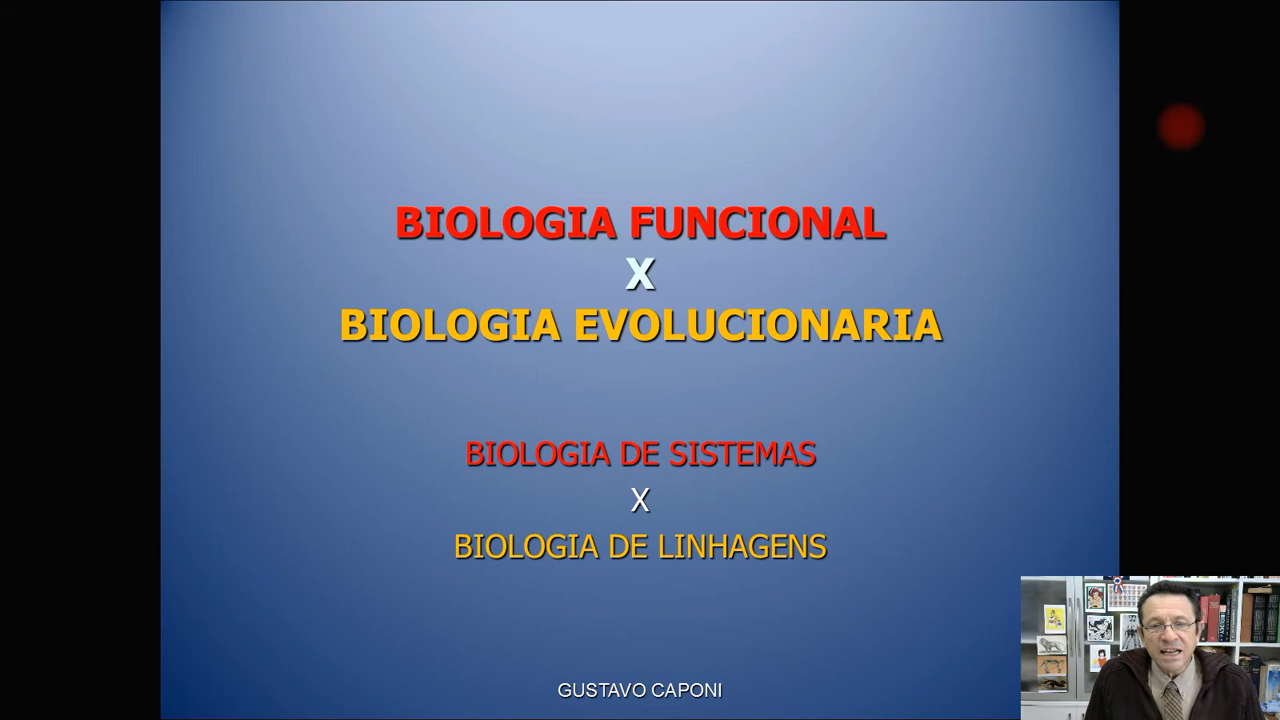 BIOLOGIA FUNCIONAL
X
BIOLOGIA EVOLUCIONARIA
BIOLOGIA DE SISTEMAS
X
BIOLOGIA DE LINHAGENS
GUSTAVO CAPONI